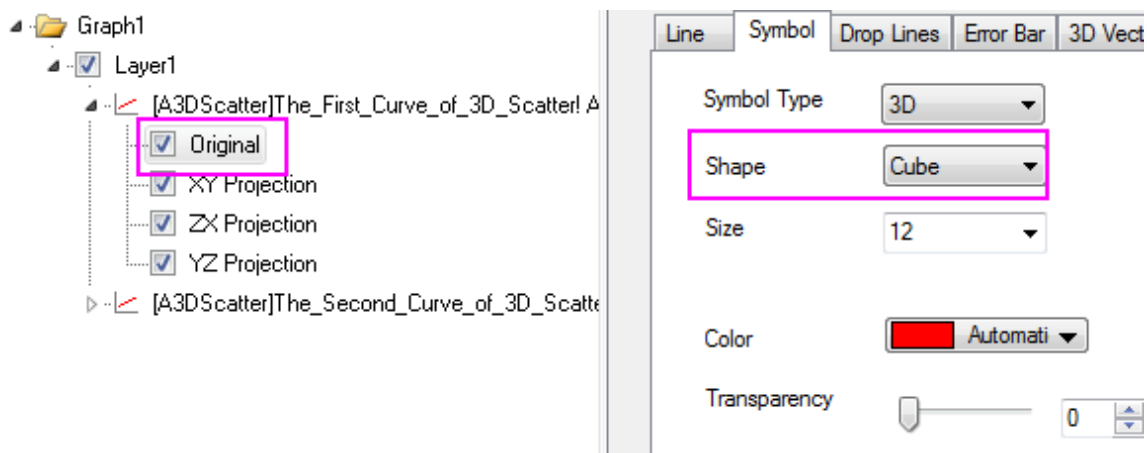 Graph1
Layer1
[A3DScatter]The_First_Curve_of_3D_Scatter! A
Original
XY Projection
ZX Projection
YZ Projection
[A3DScatter]The_Second_Curve_of_3D_Scatte
Line Symbol Drop Lines Error Bar 3D Vect
Symbol Type 3D
Shape Cube
Size 12
Color Automati
Transparency 0